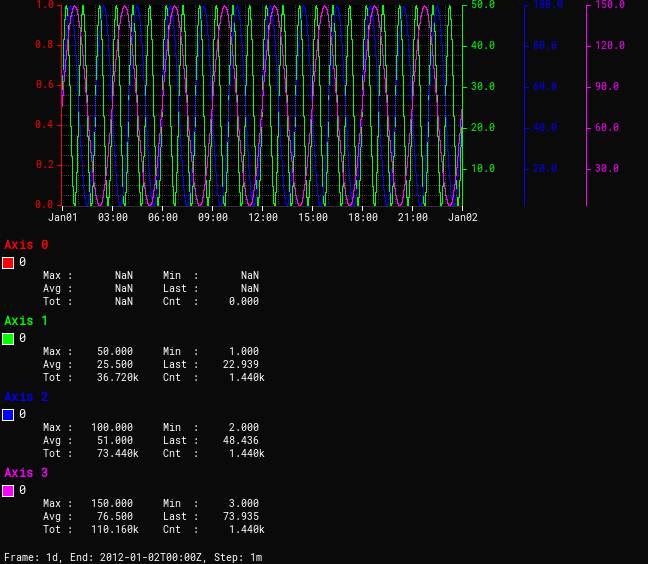 1.0 50.0 100.0 150.0
0.8 40.0 80.0 120.0
0.6 30.0 60.0 90.0
0.4 20.0 40.0 60.0
0.2 10.0 20.0 30.0
0.0
Jan01 03:00 06:00 09:00 12:00 15:00 18:00 21:00 Jan02
Axis 0
0
Max : NaN Min : NaN
Avg : NaN Last : NaN
Tot : NaN Cnt : 0.000
Axis 1
0
Max : 50.000 Min : 1.000
Avg : 25.500 Last : 22.939
Tot : 36.720k Cnt : 1.440k
Axis 2
0
Max : 100.000 Min : 2.000
Avg : 51.000 Last : 48.436
Tot : 73.440k Cnt : 1.440k
Axis 3
0
Max : 150.000 Min : 3.000
Avg : 76.500 Last : 73.935
Tot : 110.160k Cnt : 1.440k
Frame: 1d, End: 2012-01-02T00:00Z, Step: 1m